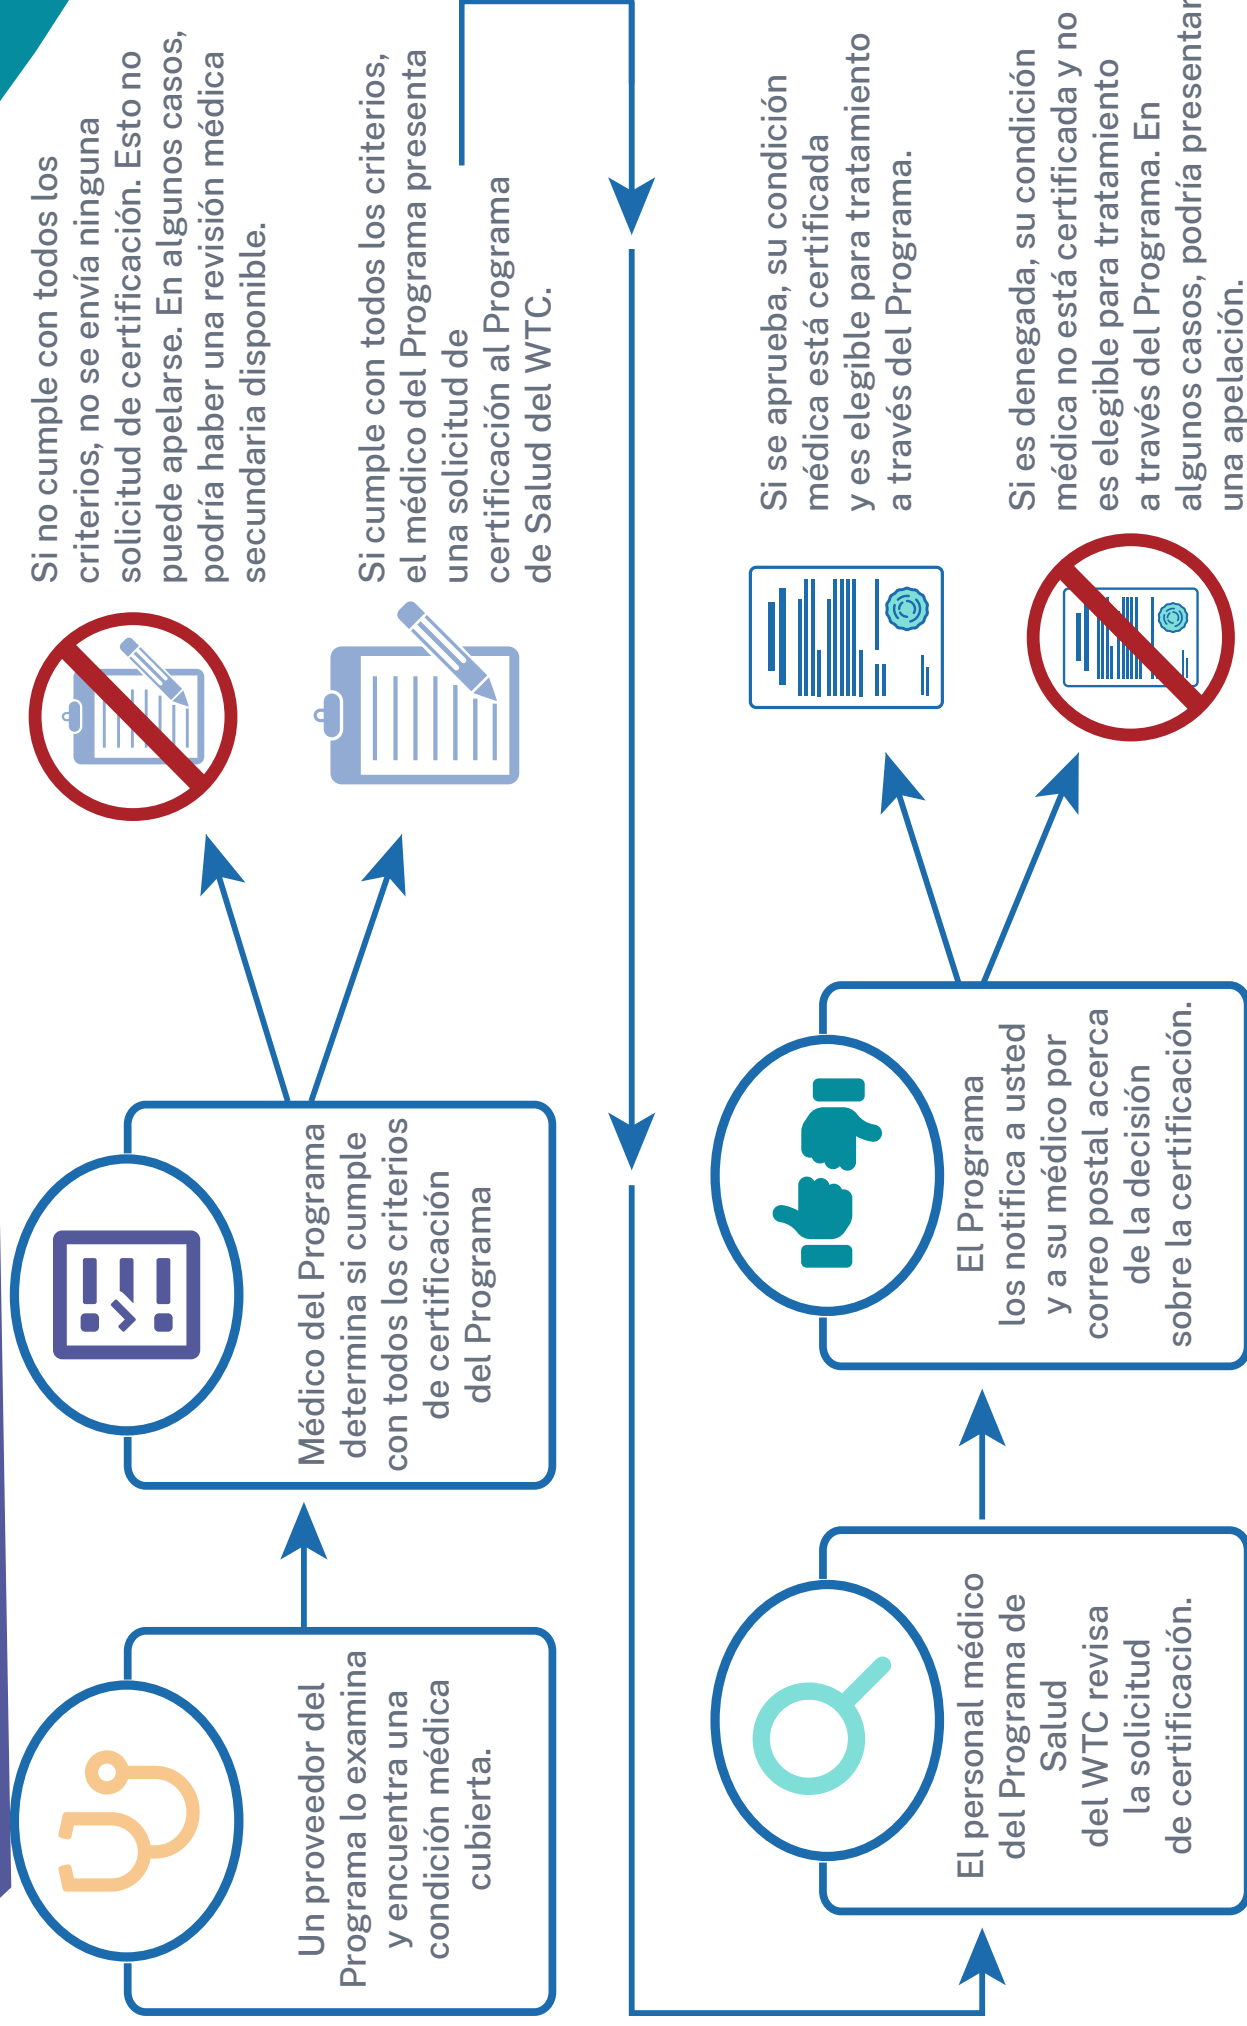 Un proveedor del
Programa lo examina
y encuentra una
condición médica
cubierta.
Médico del Programa
determina si cumple
con todos los criterios
de certificación
del Programa
Si no cumple con todos los
criterios, no se envía ninguna
solicitud de certificación. Esto no
puede apelarse. En algunos casos,
podría haber una revisión médica
secundaria disponible.
Si cumple con todos los criterios,
el médico del Programa presenta
una solicitud de
certificación al Programa
de Salud del WTC.
El personal médico
del Programa de
Salud
del WTC revisa
la solicitud
de certificación.
El Programa
los notifica a usted
y a su médico por
correo postal acerca
de la decisión
sobre la certificación.
Si se aprueba, su condición
médica está certificada
y es elegible para tratamiento
a través del Programa.
Si es denegada, su condición
médica no está certificada y no
es elegible para tratamiento
a través del Programa. En
algunos casos, podría presentar
una apelación.